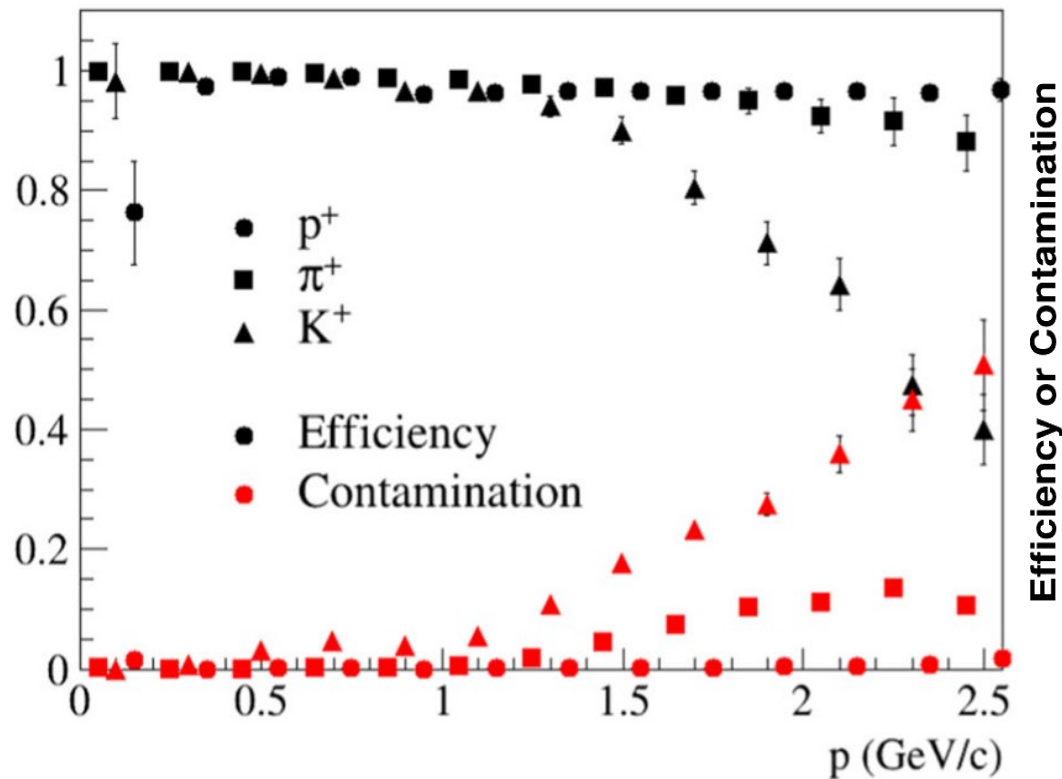 1
0.8
0.6
0.4
0.2
0
p⁺
π⁺
K⁺
Efficiency
Contamination
0 0.5 1 1.5 2 2.5
p (GeV/c)
Efficiency or Contamination